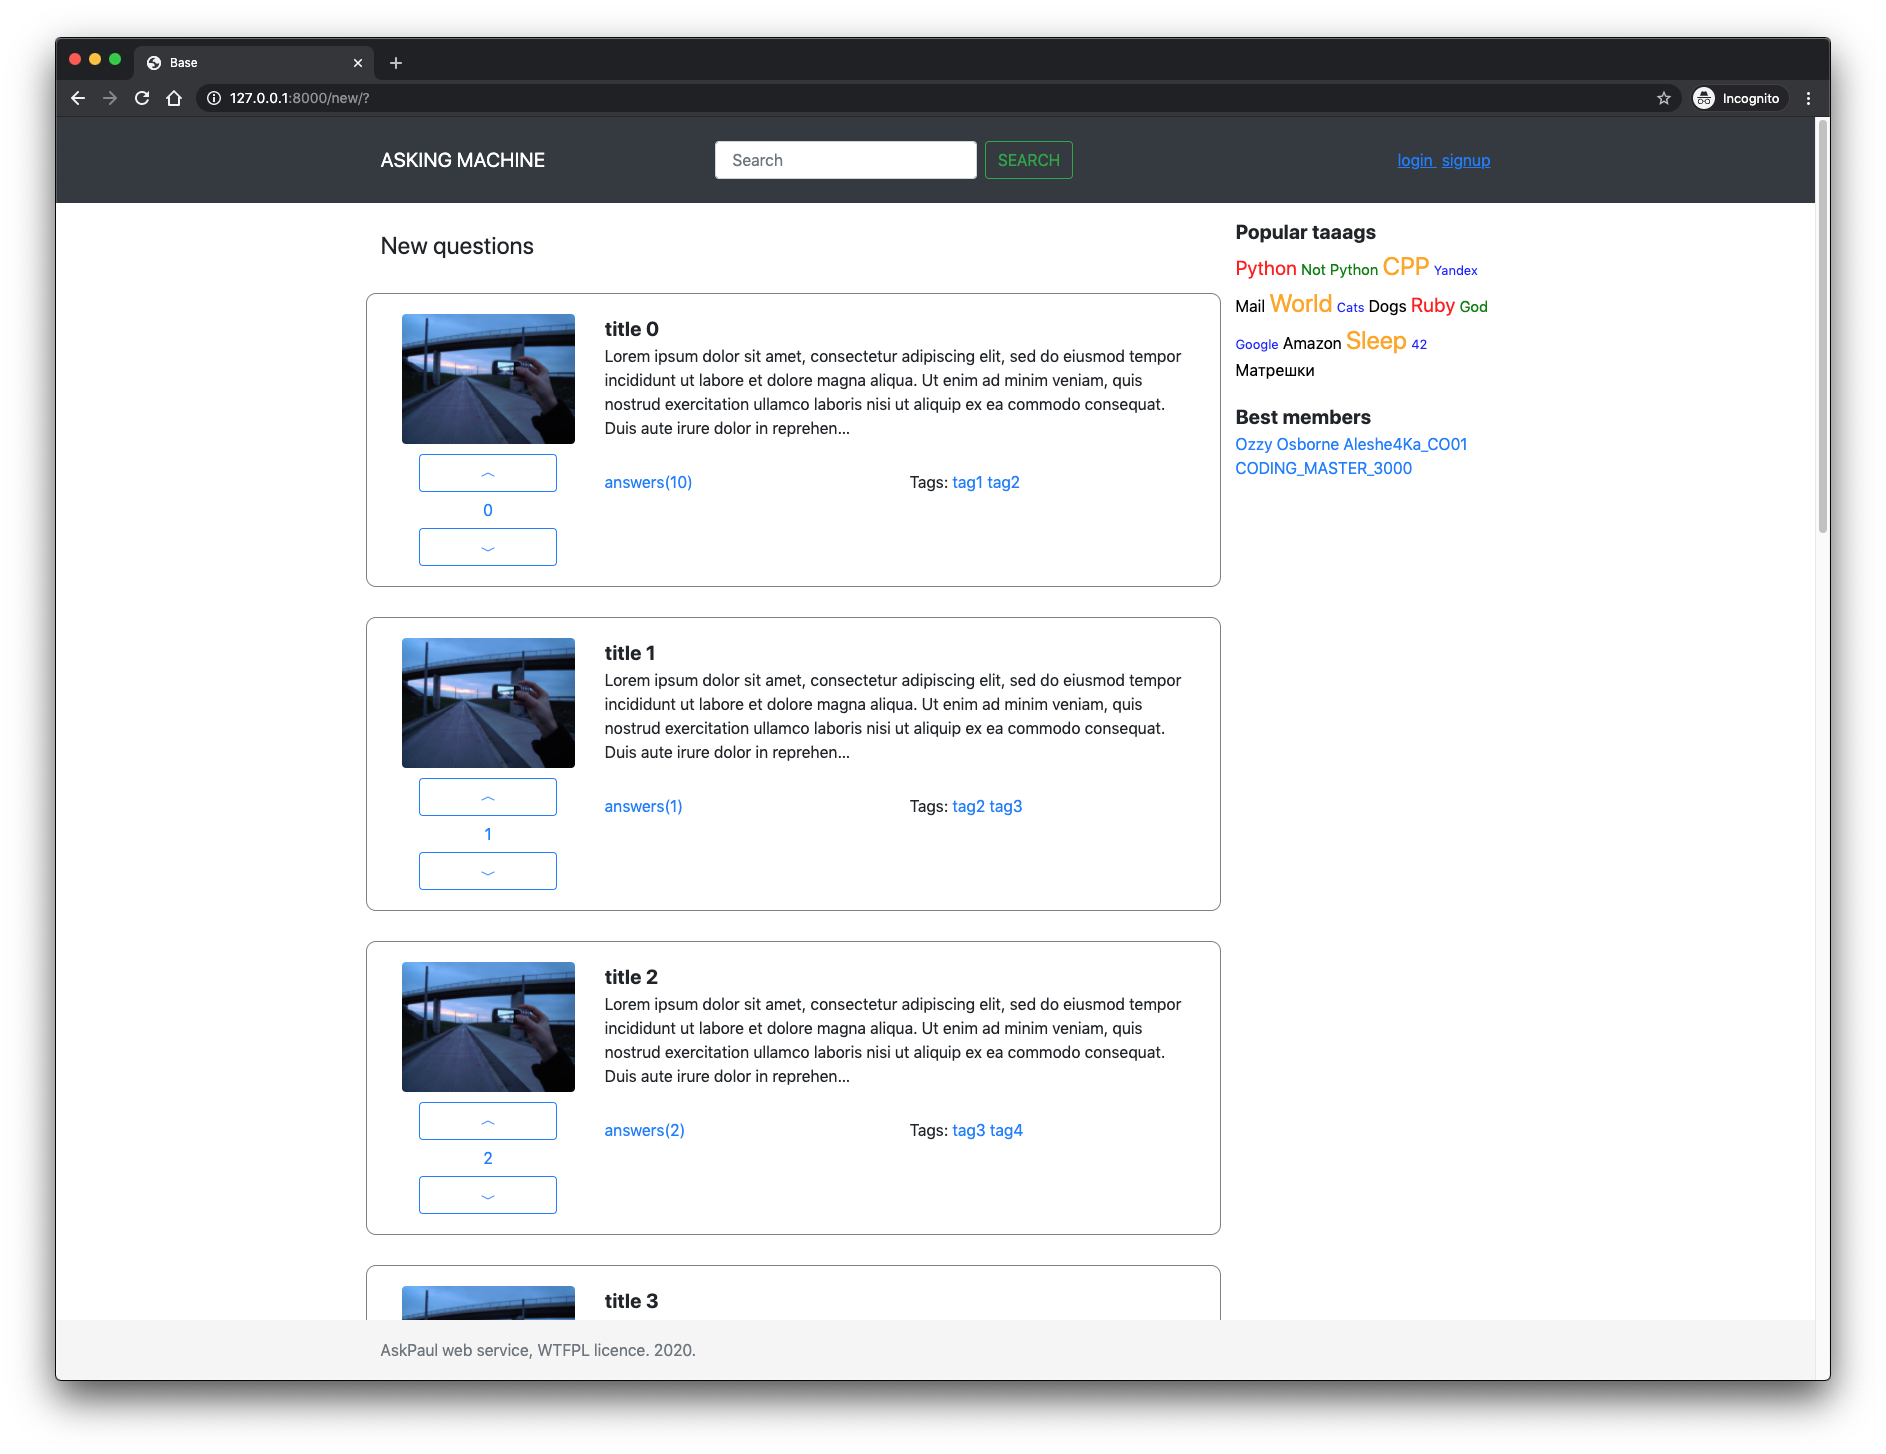 Base
127.0.0.1:8000/new/?
Incognito
ASKING MACHINE
Search
SEARCH
login signup
New questions
title 0
Lorem ipsum dolor sit amet, consectetur adipiscing elit, sed do eiusmod tempor
incididunt ut labore et dolore magna aliqua. Ut enim ad minim veniam, quis
nostrud exercitation ullamco laboris nisi ut aliquip ex ea commodo consequat.
Duis aute irure dolor in reprehen...
0
answers(10)
Tags: tag1 tag2
title 1
Lorem ipsum dolor sit amet, consectetur adipiscing elit, sed do eiusmod tempor
incididunt ut labore et dolore magna aliqua. Ut enim ad minim veniam, quis
nostrud exercitation ullamco laboris nisi ut aliquip ex ea commodo consequat.
Duis aute irure dolor in reprehen...
1
answers(1)
Tags: tag2 tag3
title 2
Lorem ipsum dolor sit amet, consectetur adipiscing elit, sed do eiusmod tempor
incididunt ut labore et dolore magna aliqua. Ut enim ad minim veniam, quis
nostrud exercitation ullamco laboris nisi ut aliquip ex ea commodo consequat.
Duis aute irure dolor in reprehen...
2
answers(2)
Tags: tag3 tag4
title 3
Popular taaags
Python Not Python CPP Yandex
Mail World Cats Dogs Ruby God
Google Amazon Sleep 42
Матрешки
Best members
Ozzy Osborne Aleshe4Ka_CO01
CODING_MASTER_3000
AskPaul web service, WTFPL licence. 2020.